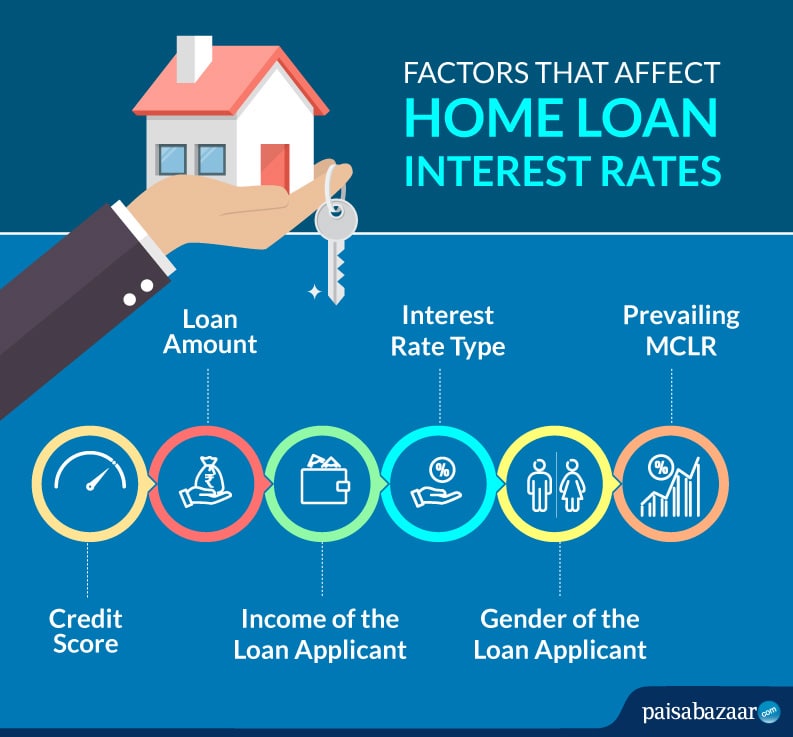 FACTORS THAT AFFECT
HOME LOAN
INTEREST RATES
Loan
Amount
Interest
Rate Type
Prevailing
MCLR
%
₹
%
Credit
Score
Income of the
Loan Applicant
Gender of the
Loan Applicant
paisabazaar.com